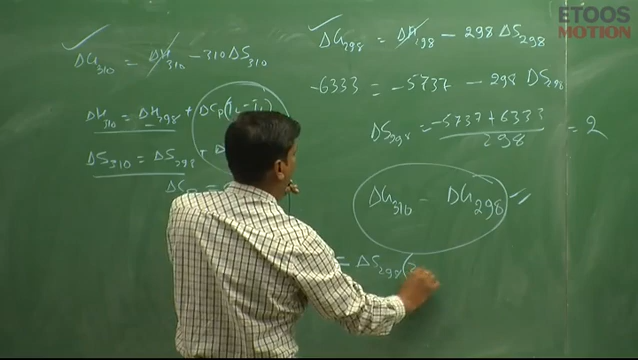 ETOOS
MOTION
ΔG₃₁₀ = ΔH₃₁₀ - 310 ΔS₃₁₀
ΔH₃₁₀ = ΔH₂₉₈ + ΔCp(T₂ - T₁)
ΔS₃₁₀ = ΔS₂₉₈ +
ΔG₂₉₈ = ΔH₂₉₈ - 298 ΔS₂₉₈
-6333 = -5737 - 298 ΔS₂₉₈
ΔS₂₉₈ = -5737 + 6333 / 298 = 2
ΔG₃₁₀ - ΔG₂₉₈
= ΔS₂₉₈(